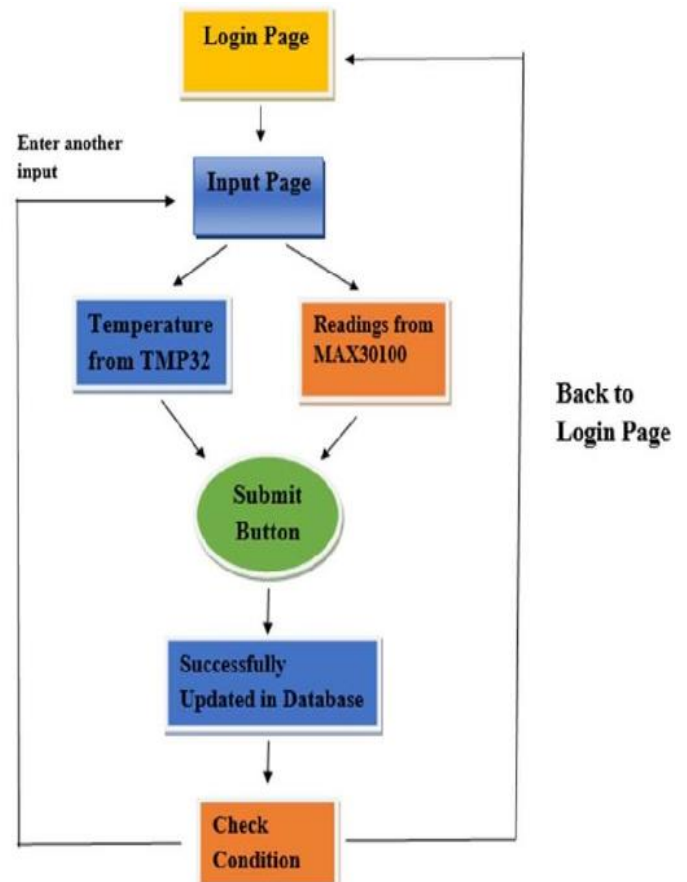 Login Page
Enter another
input
Input Page
Temperature
from TMP32
Readings from
MAX30100
Back to
Login Page
Submit
Button
Successfully
Updated in Database
Check
Condition